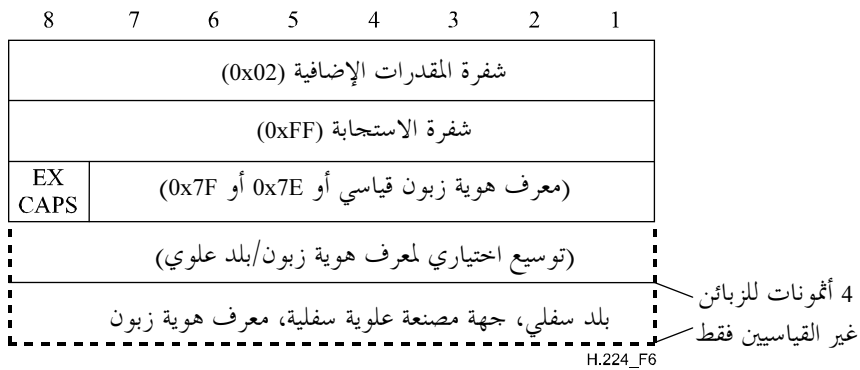 8 7 6 5 4 3 2 1
شفرة المقدرات الإضافية (0x02)
شفرة الاستجابة (0xFF)
EX
CAPS
(معرف هوية زبون قياسي أو 0x7E أو 0x7F)
(توسيع اختياري لمعرف هوية زبون/بلد علوي)
بلد سفلي، جهة مصنعة علوية سفلية، معرف هوية زبون
4 أثمونات للزبائن
غير القياسيين فقط
H.224_F6